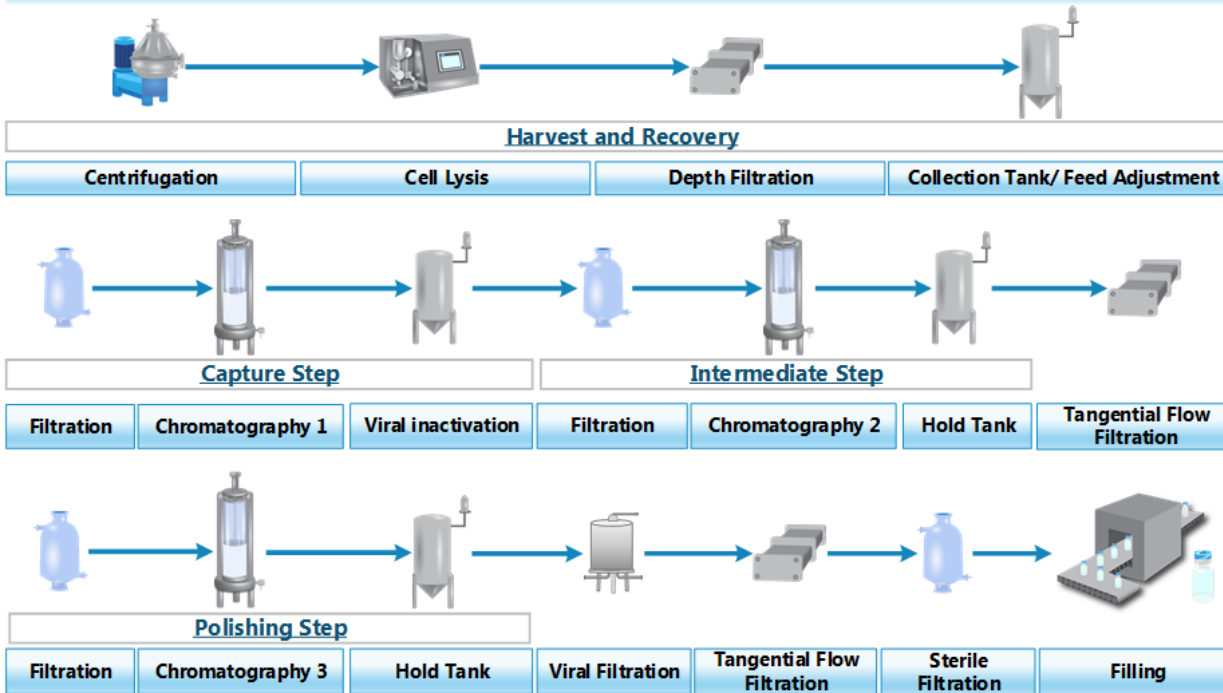 Harvest and Recovery
Centrifugation
Cell Lysis
Depth Filtration
Collection Tank/ Feed Adjustment
Capture Step
Intermediate Step
Filtration
Chromatography 1
Viral inactivation
Filtration
Chromatography 2
Hold Tank
Tangential Flow
Filtration
Polishing Step
Filtration
Chromatography 3
Hold Tank
Viral Filtration
Tangential Flow
Filtration
Sterile
Filtration
Filling